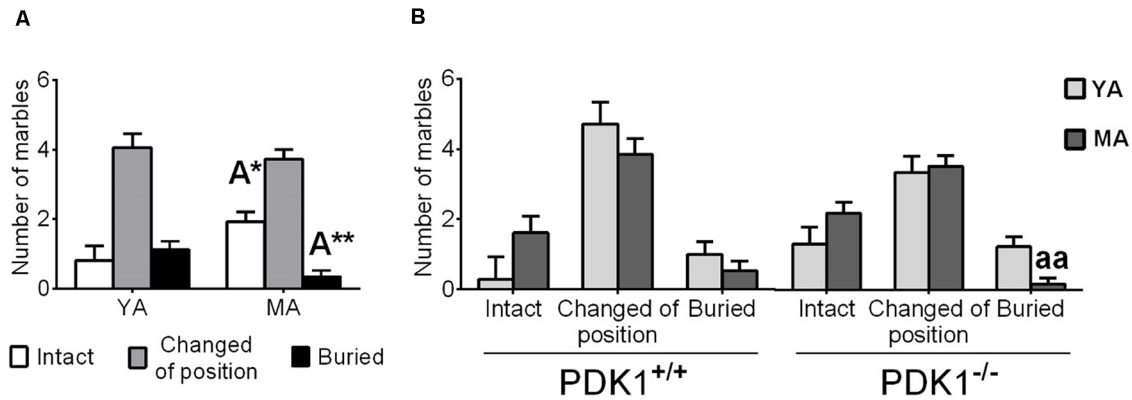 A
Number of marbles
6
4
2
0
A*
A**
YA
MA
Intact
Changed
of position
Buried
B
Number of marbles
6
4
2
0
aa
Intact
Changed of
position
Buried
Intact
Changed of
position
Buried
PDK1+/+
PDK1-/-
YA
MA